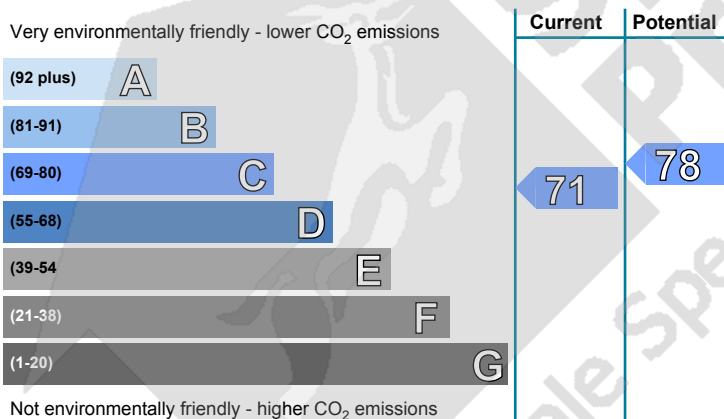 Current Potential
Very environmentally friendly - lower CO₂ emissions
(92 plus) A
(81-91) B
(69-80) C
(55-68) D
(39-54 E
(21-38) F
(1-20) G
71
78
Not environmentally friendly - higher CO₂ emissions